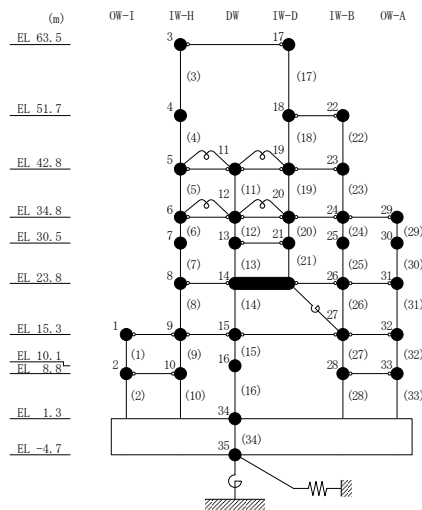 (m) OW-I IW-H DW IW-D IW-B OW-A
EL 63.5 3 17
(3) (17)
EL 51.7 4 18 22
(4) (18) (22)
11 19
EL 42.8 5 23
(5) (11) (19) (23)
12 20
EL 34.8 6 24 29
(6) (12) (20) (24) (29)
EL 30.5 7 13 21 25 30
(7) (13) (21) (25) (30)
EL 23.8 8 14 26 31
(8) (14) (26) (31)
27
EL 15.3 1 9 15 32
(1) (9) (15) (27) (32)
EL 10.1 16
EL 8.8 2 10 28 33
(2) (10) (16) (28) (33)
EL 1.3 34
(34)
EL -4.7 35